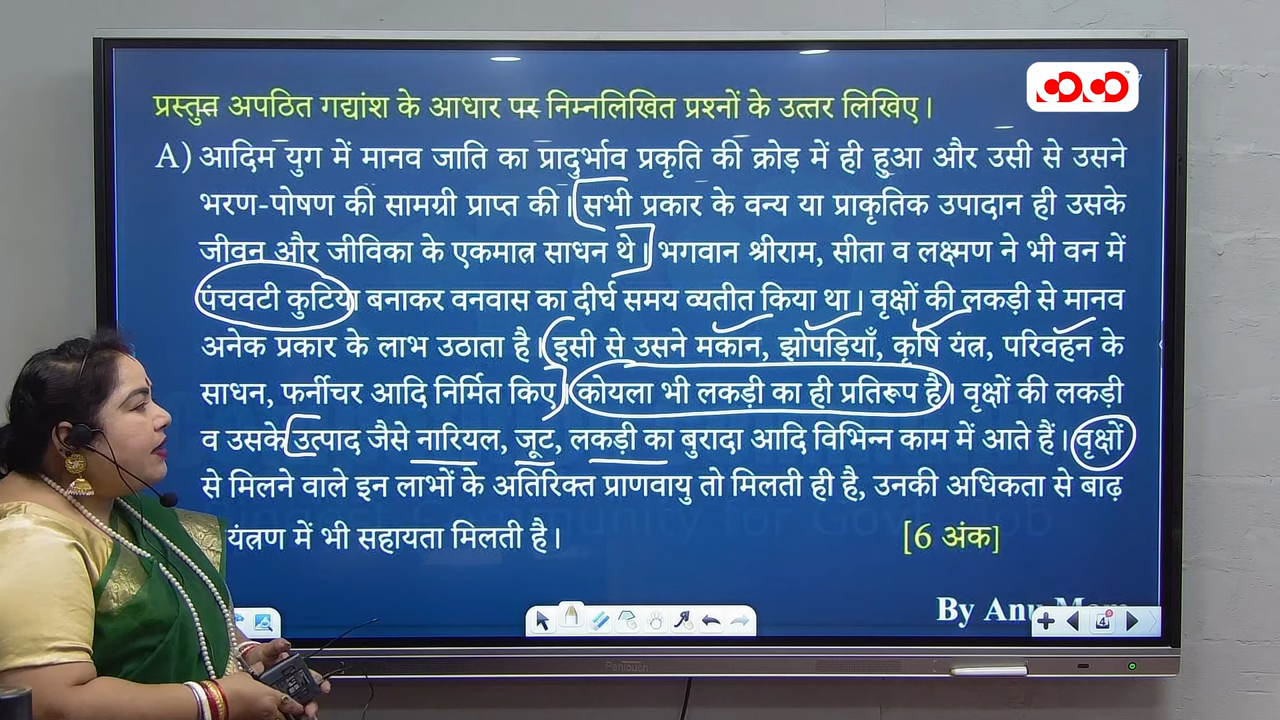 प्रस्तुत अपठित गद्यांश के आधार पर निम्नलिखित प्रश्नों के उत्तर लिखिए।
A) आदिम युग में मानव जाति का प्रादुर्भाव प्रकृति की क्रोड़ में ही हुआ और उसी से उसने
भरण-पोषण की सामग्री प्राप्त की। सभी प्रकार के वन्य या प्राकृतिक उपादान ही उसके
जीवन और जीविका के एकमात्र साधन थे। भगवान श्रीराम, सीता व लक्ष्मण ने भी वन में
पंचवटी कुटिया बनाकर वनवास का दीर्घ समय व्यतीत किया था। वृक्षों की लकड़ी से मानव
अनेक प्रकार के लाभ उठाता है। इसी से उसने मकान, झोपड़ियाँ, कृषि यंत्र, परिवहन के
साधन, फर्नीचर आदि निर्मित किए। कोयला भी लकड़ी का ही प्रतिरूप है। वृक्षों की लकड़ी
व उसके उत्पाद जैसे नारियल, जूट, लकड़ी का बुरादा आदि विभिन्न काम में आते हैं। वृक्षों
से मिलने वाले इन लाभों के अतिरिक्त प्राणवायु तो मिलती ही है, उनकी अधिकता से बाढ़
यंत्रण में भी सहायता मिलती है।
[6 अंक]
By Anu
Pentouch